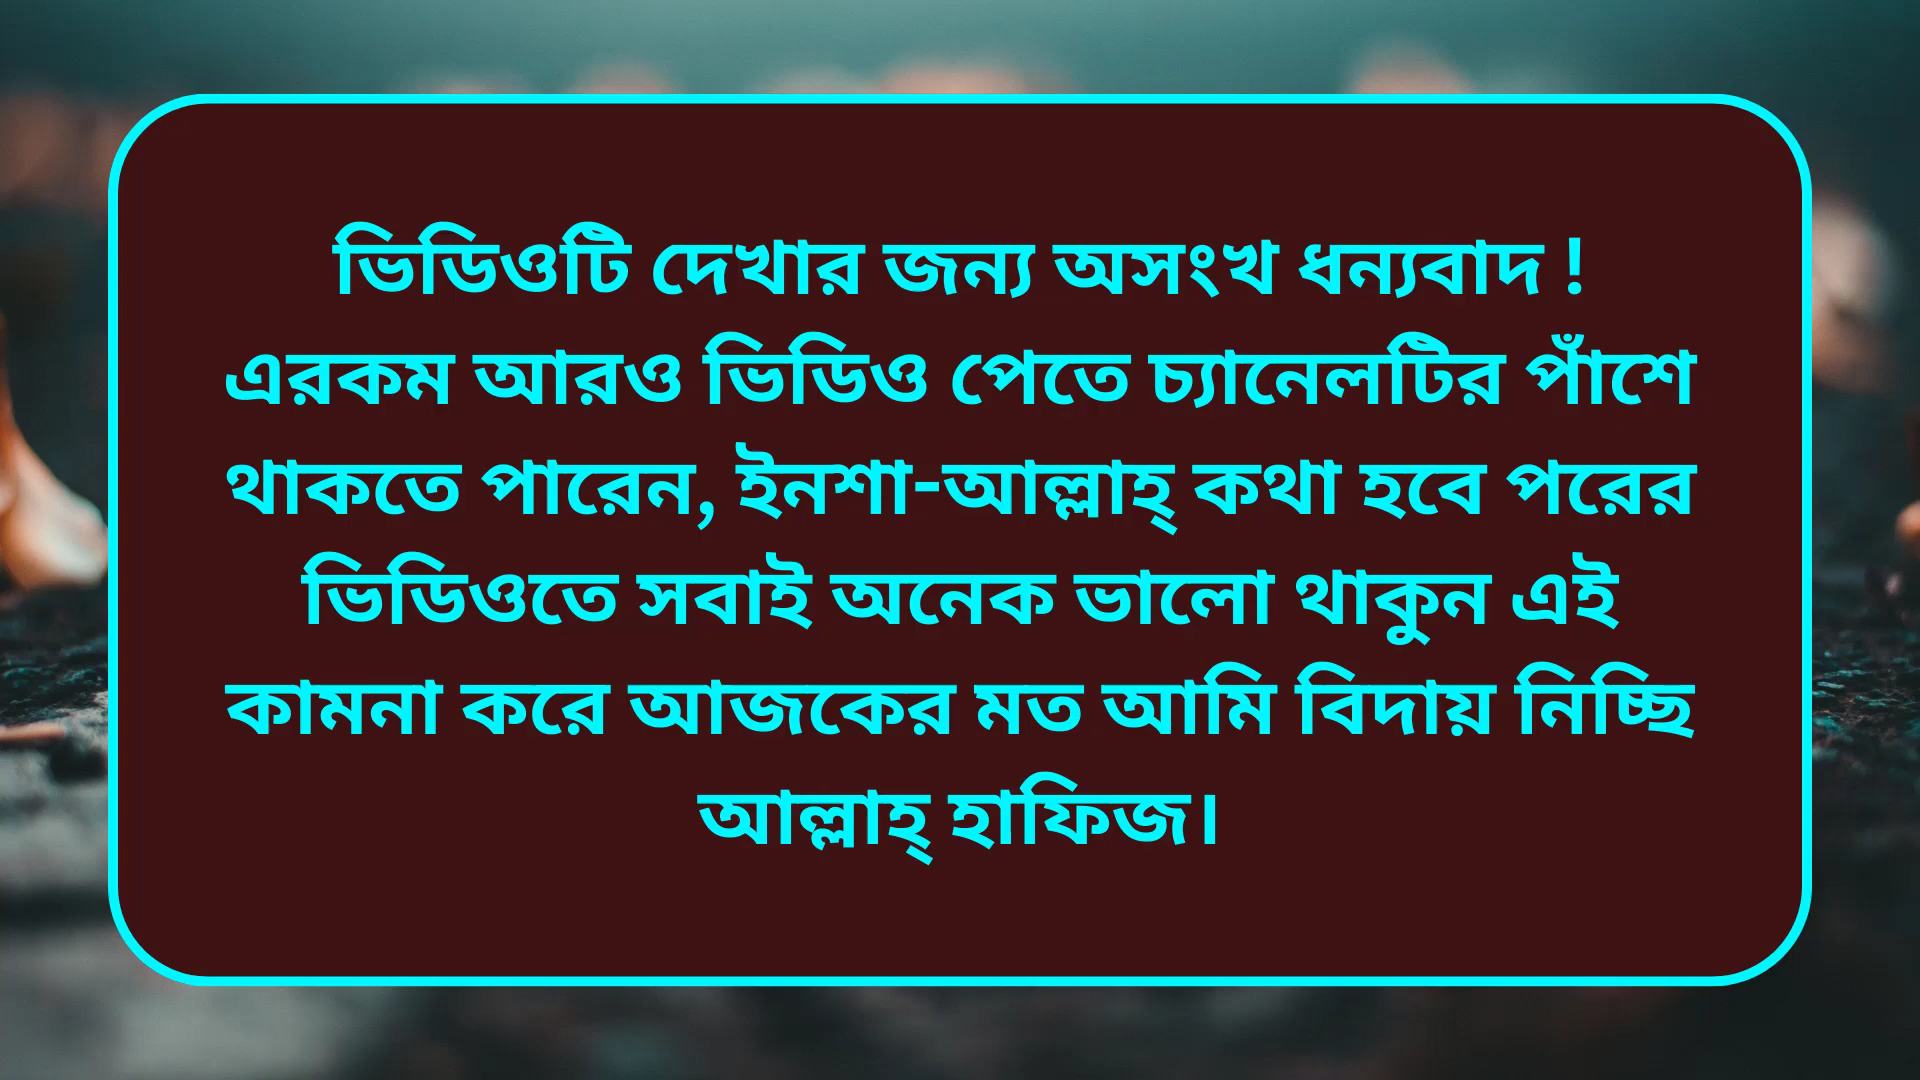 ভিডিওটি দেখার জন্য অসংখ ধন্যবাদ !
এরকম আরও ভিডিও পেতে চ্যানেলটির পাঁশে
থাকতে পারেন, ইনশা-আল্লাহ্ কথা হবে পরের
ভিডিওতে সবাই অনেক ভালো থাকুন এই
কামনা করে আজকের মত আমি বিদায় নিচ্ছি
আল্লাহ্ হাফিজ।